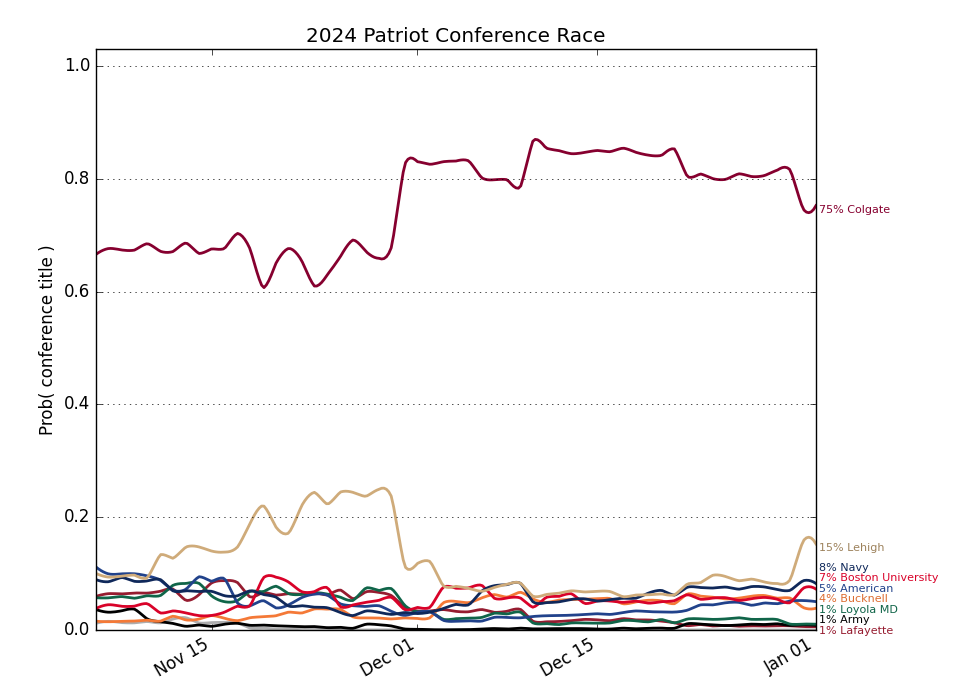 2024 Patriot Conference Race
Prob( conference title )
1.0
0.8
0.6
0.4
0.2
0.0
Nov 15
Dec 01
Dec 15
Jan 01
75% Colgate
15% Lehigh
8% Navy
7% Boston University
5% American
4% Bucknell
1% Loyola MD
1% Army
1% Lafayette